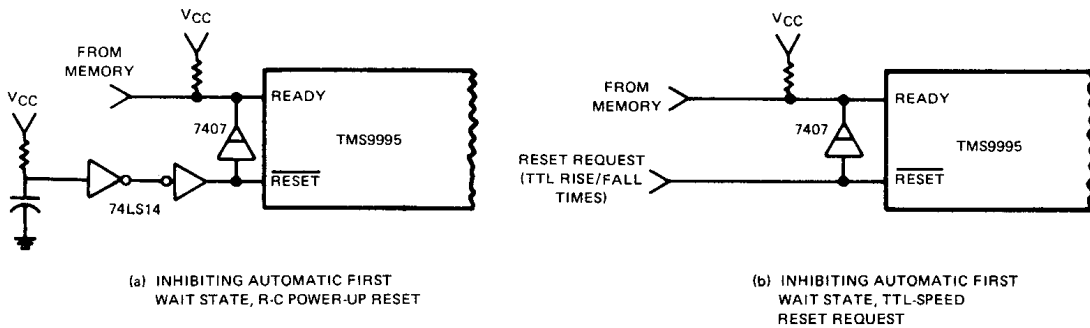 VCC
FROM
MEMORY
READY
VCC
7407
TMS9995
RESET
74LS14
(a) INHIBITING AUTOMATIC FIRST
WAIT STATE, R-C POWER-UP RESET
VCC
FROM
MEMORY
READY
7407
TMS9995
RESET REQUEST
(TTL RISE/FALL
TIMES)
RESET
(b) INHIBITING AUTOMATIC FIRST
WAIT STATE, TTL-SPEED
RESET REQUEST